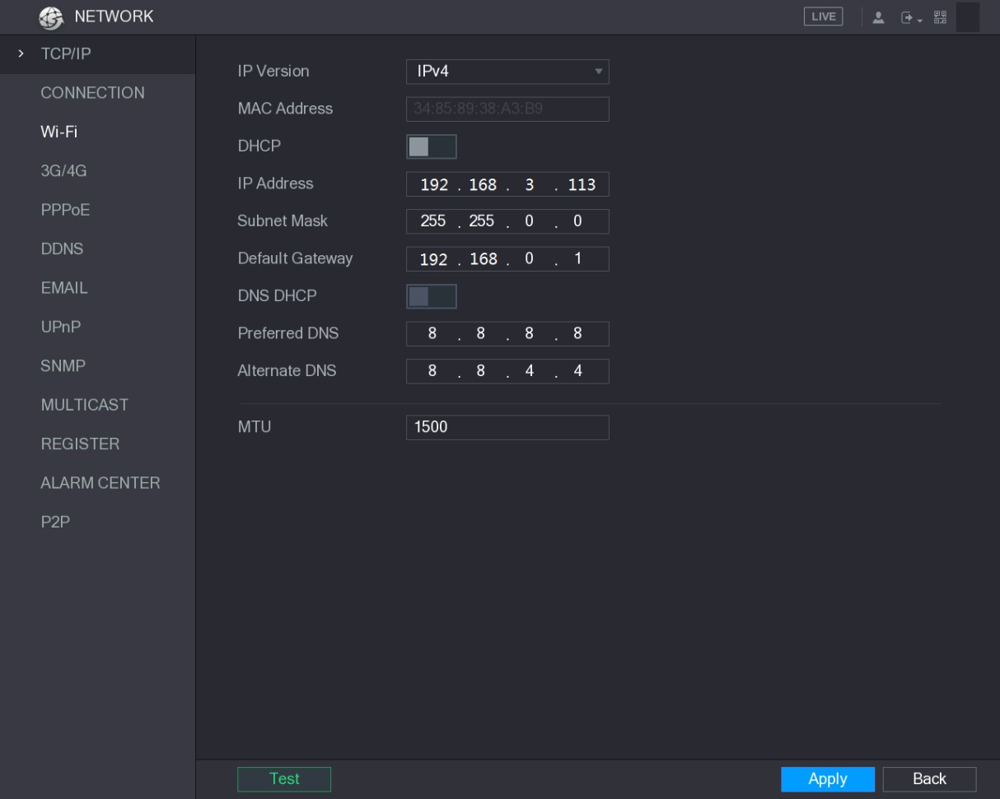 NETWORK
LIVE
TCP/IP
CONNECTION
Wi-Fi
3G/4G
PPPoE
DDNS
EMAIL
UPnP
SNMP
MULTICAST
REGISTER
ALARM CENTER
P2P
IP Version IPv4
MAC Address 34:85:89:38:A3:B9
DHCP
IP Address 192 . 168 . 3 . 113
Subnet Mask 255 . 255 . 0 . 0
Default Gateway 192 . 168 . 0 . 1
DNS DHCP
Preferred DNS 8 . 8 . 8 . 8
Alternate DNS 8 . 8 . 4 . 4
MTU 1500
Test Apply Back